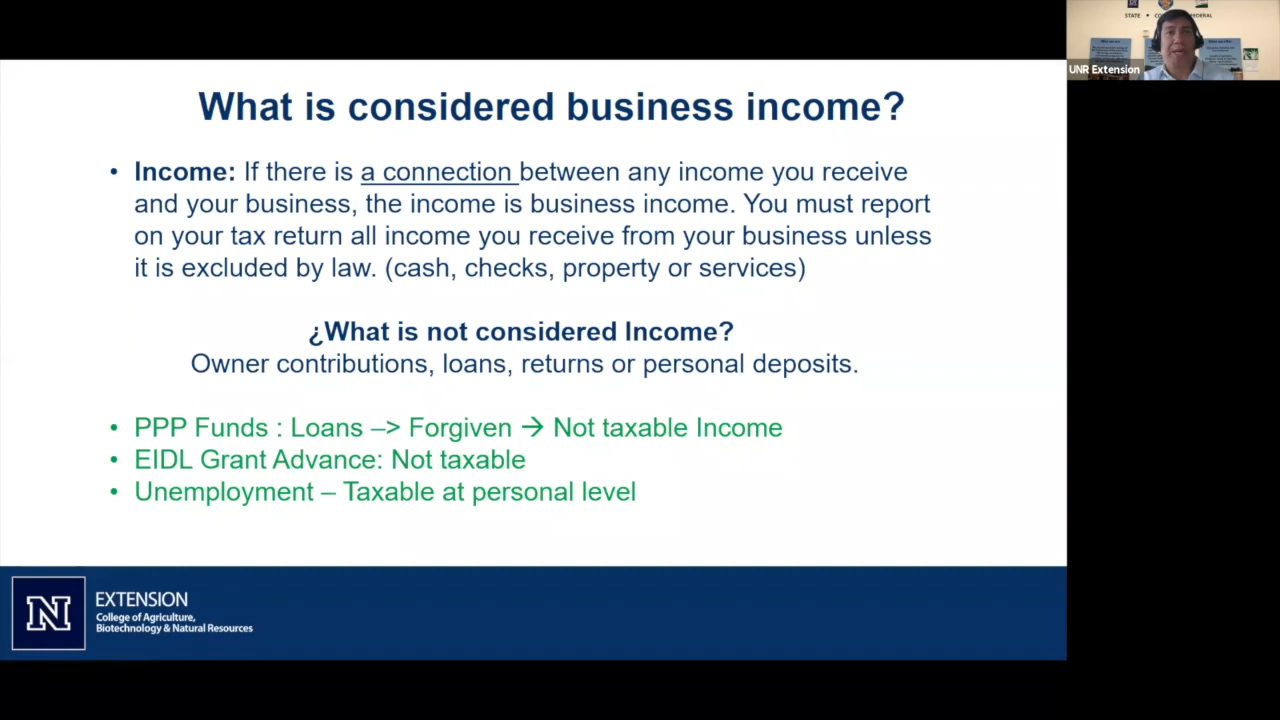 What is considered business income?
• Income: If there is a connection between any income you receive
and your business, the income is business income. You must report
on your tax return all income you receive from your business unless
it is excluded by law. (cash, checks, property or services)
¿What is not considered Income?
Owner contributions, loans, returns or personal deposits.
• PPP Funds : Loans –> Forgiven → Not taxable Income
• EIDL Grant Advance: Not taxable
• Unemployment – Taxable at personal level
N
EXTENSION
College of Agriculture,
Biotechnology & Natural Resources
STATE
UNR Extension